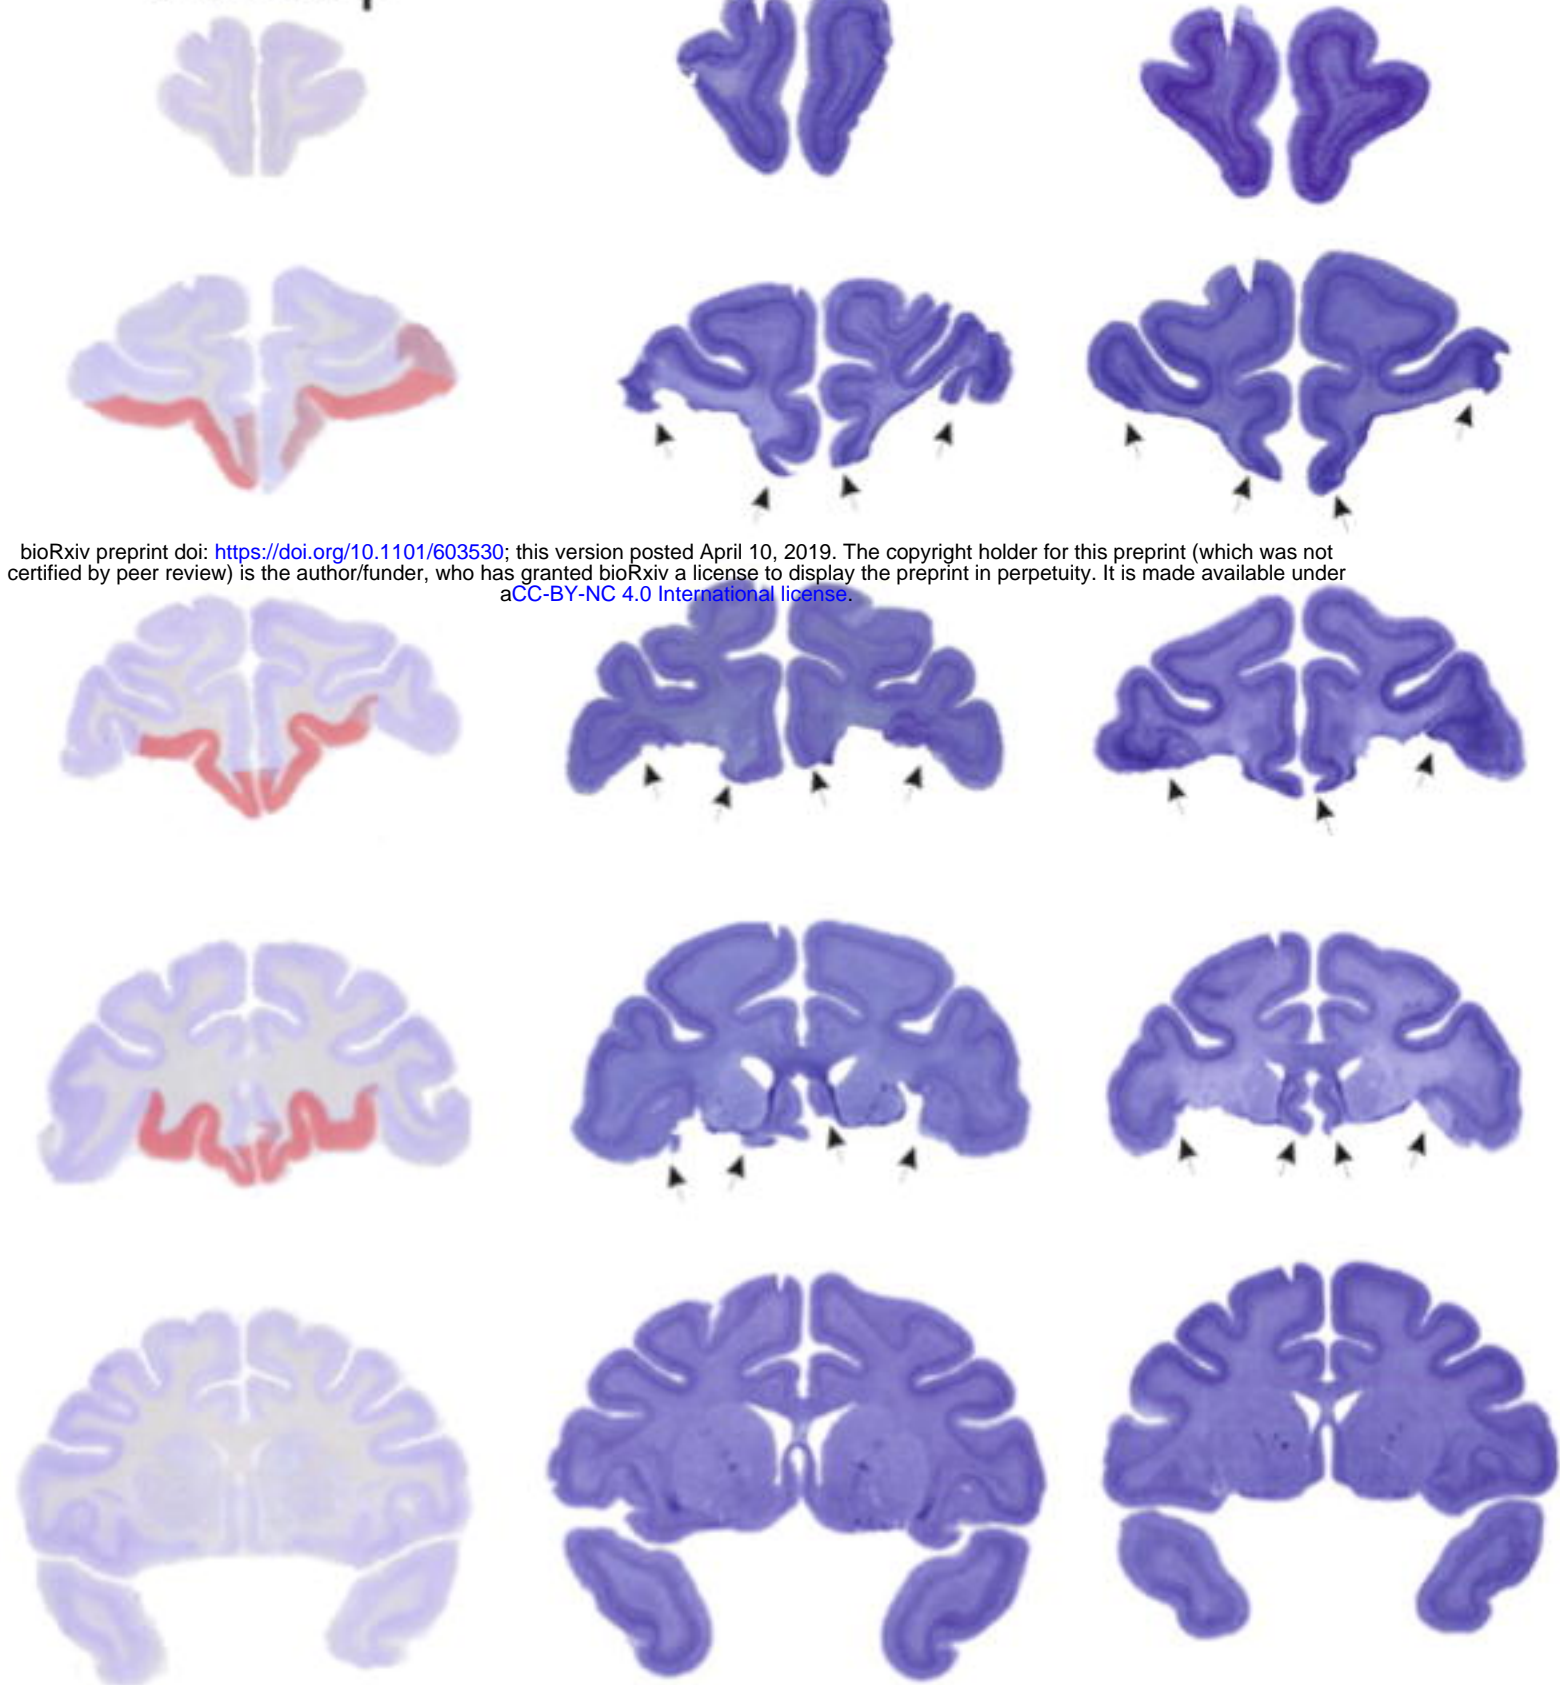 bioRxiv preprint doi: https://doi.org/10.1101/603530; this version posted April 10, 2019. The copyright holder for this preprint (which was not
certified by peer review) is the author/funder, who has granted bioRxiv a license to display the preprint in perpetuity. It is made available under
aCC-BY-NC 4.0 International license.